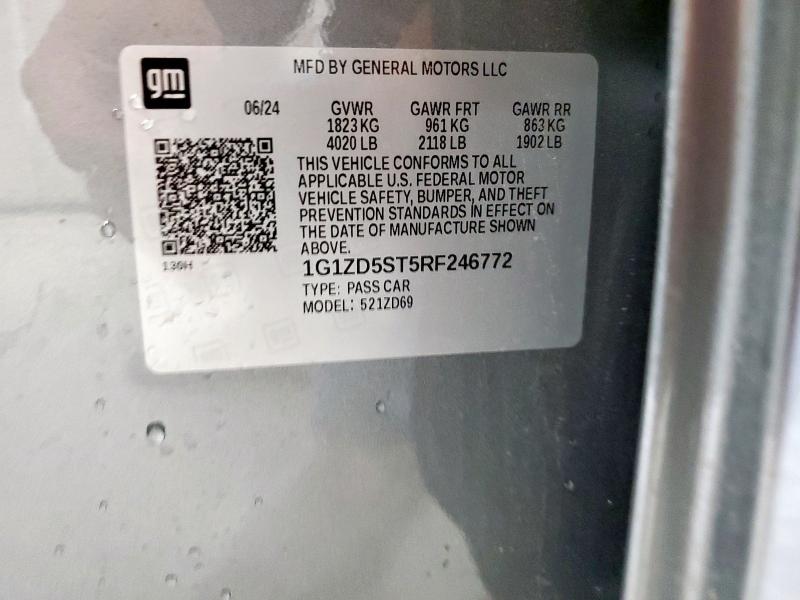 gm
MFD BY GENERAL MOTORS LLC
06/24 GVWR GAWR FRT GAWR RR
1823 KG 961 KG 863 KG
4020 LB 2118 LB 1902 LB
THIS VEHICLE CONFORMS TO ALL
APPLICABLE U.S. FEDERAL MOTOR
VEHICLE SAFETY, BUMPER, AND THEFT
PREVENTION STANDARDS IN EFFECT ON
THE DATE OF MANUFACTURE SHOWN
ABOVE.
130H
1G1ZD5ST5RF246772
TYPE: PASS CAR
MODEL: 521ZD69